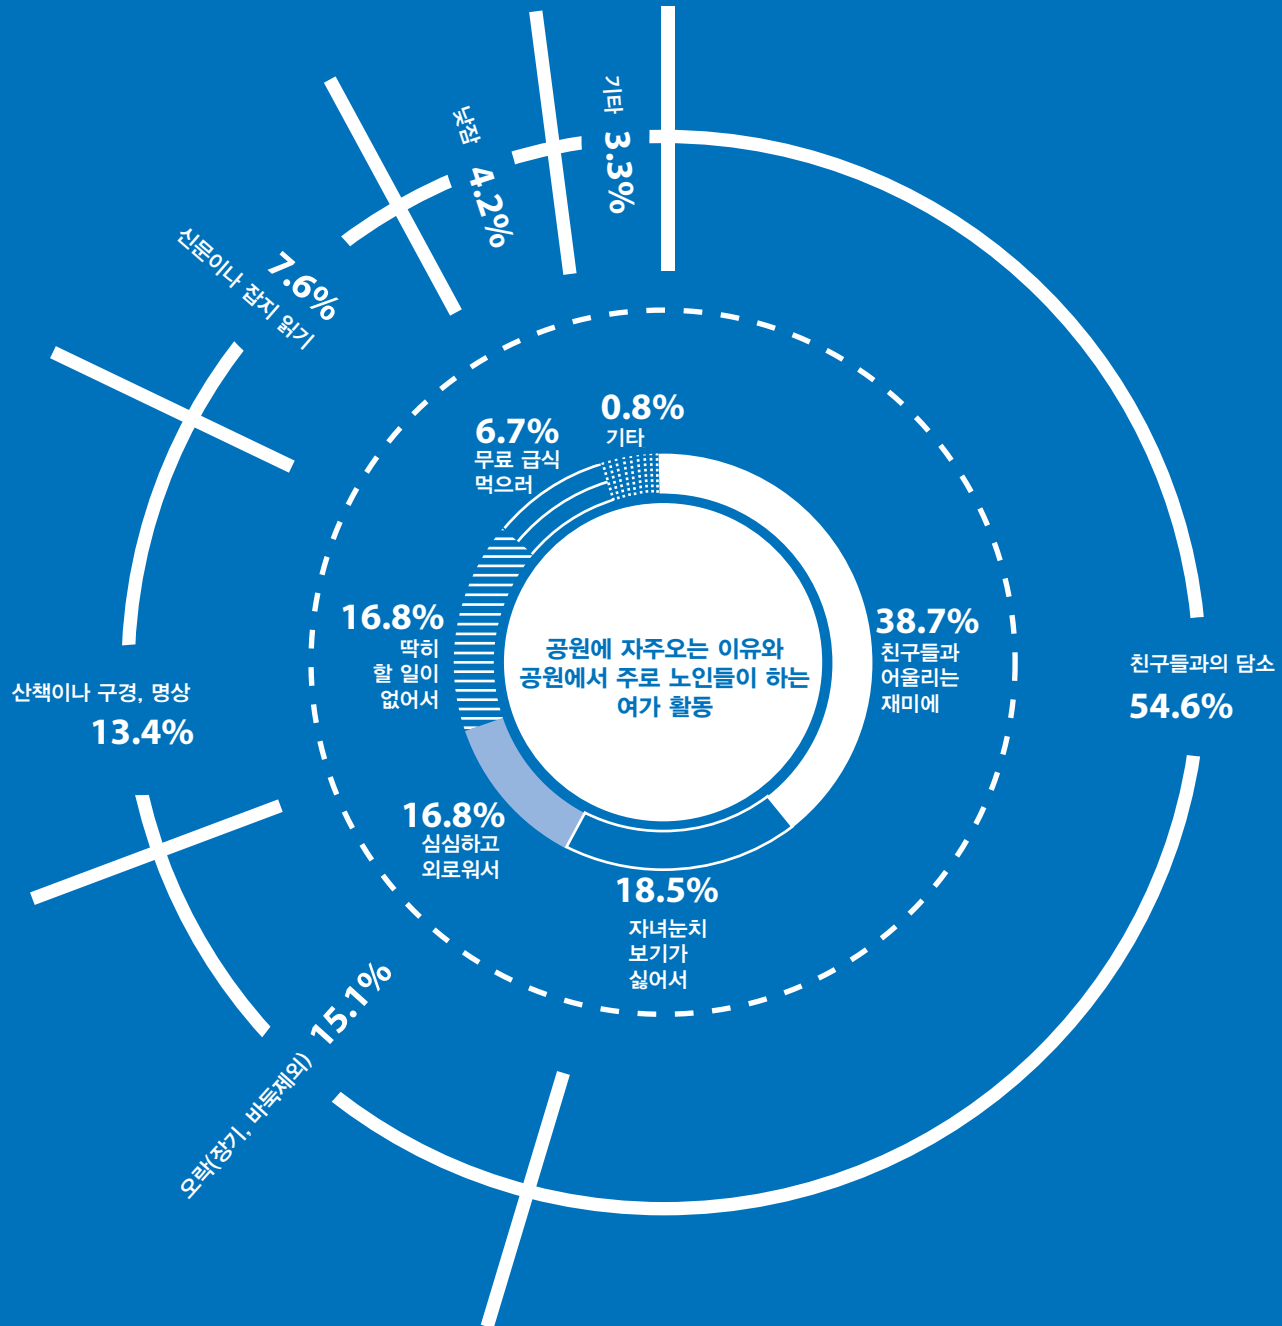 기타 3.3%
낮잠 4.2%
7.6%
신문이나 잡지 읽기
0.8%
기타
6.7%
무료 급식
먹으러
16.8%
딱히
할 일이
없어서
공원에 자주오는 이유와
공원에서 주로 노인들이 하는
여가 활동
38.7%
친구들과
어울리는
재미에
친구들과의 담소
54.6%
산책이나 구경, 명상
13.4%
16.8%
심심하고
외로워서
18.5%
자녀눈치
보기가
싫어서
오락(장기, 바둑제외) 15.1%